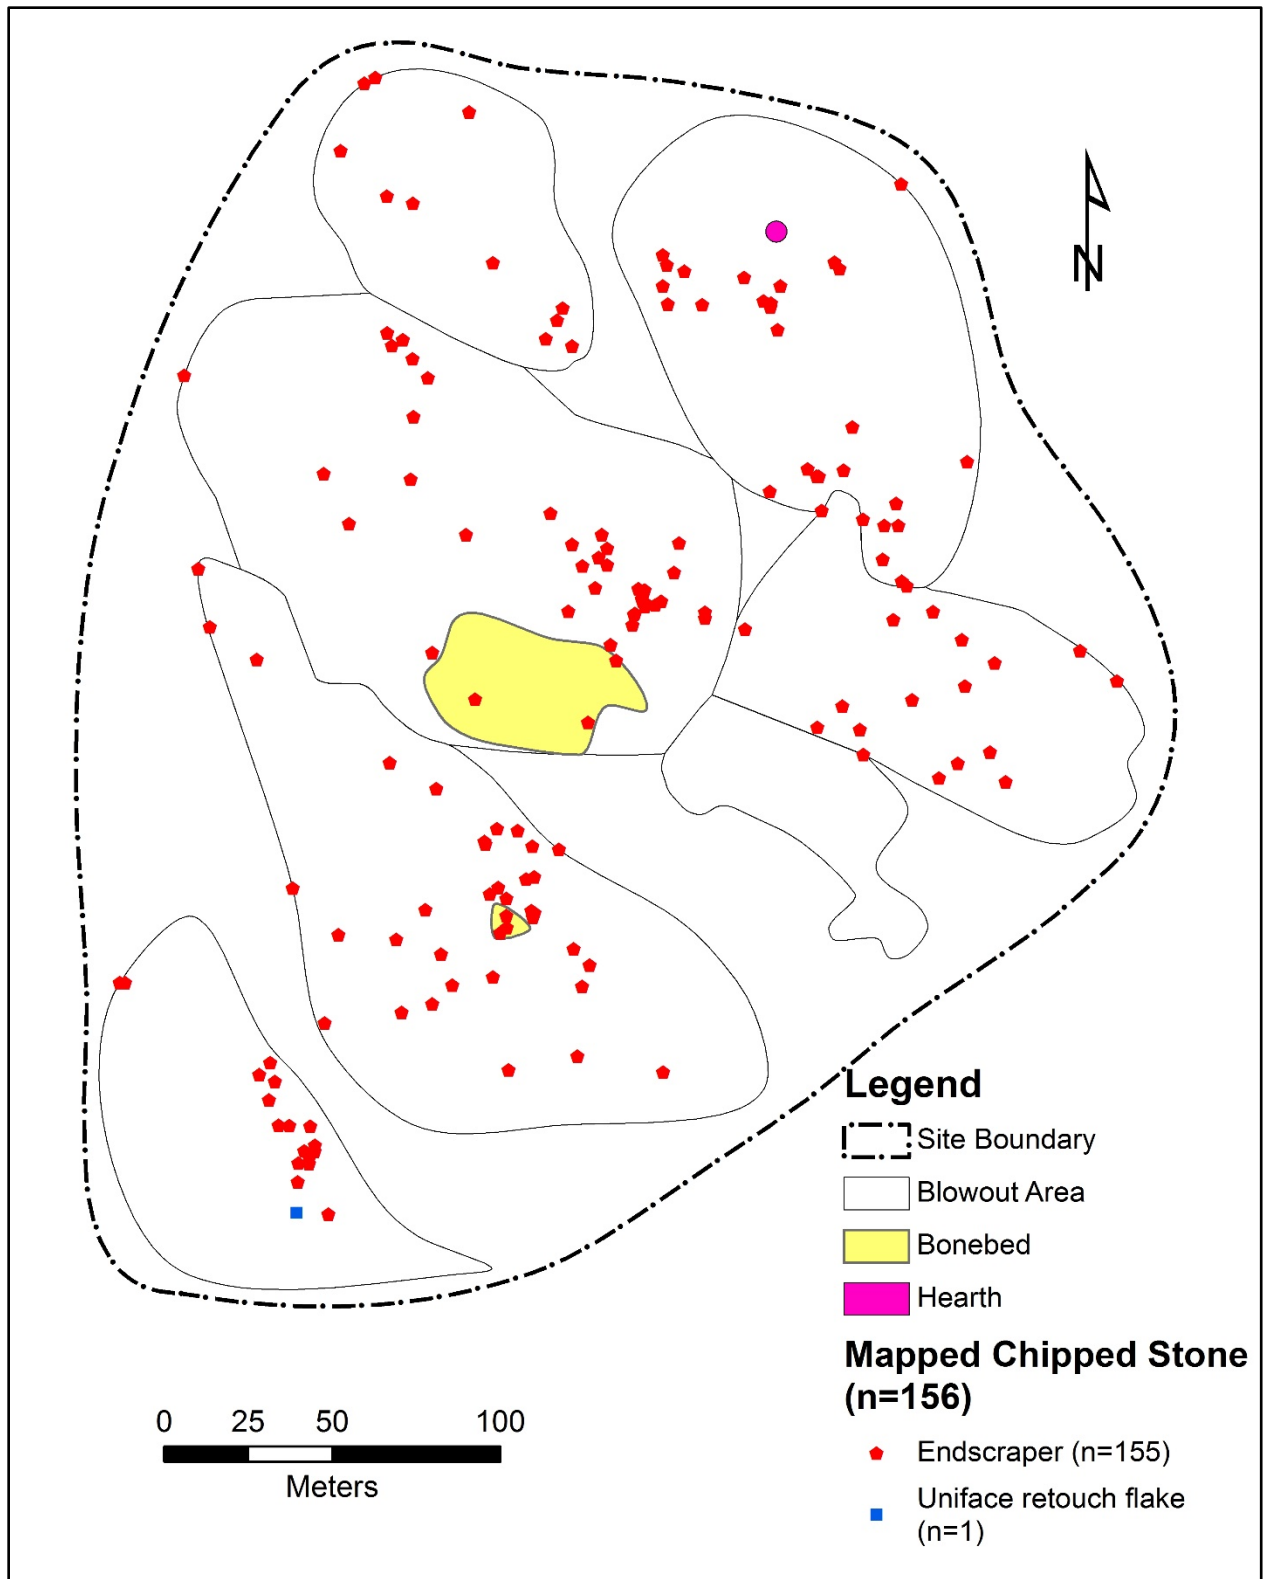 N
Legend
Site Boundary
Blowout Area
Bonebed
Hearth
Mapped Chipped Stone
(n=156)
Endscraper (n=155)
Uniface retouch flake
(n=1)
0 25 50 100
Meters